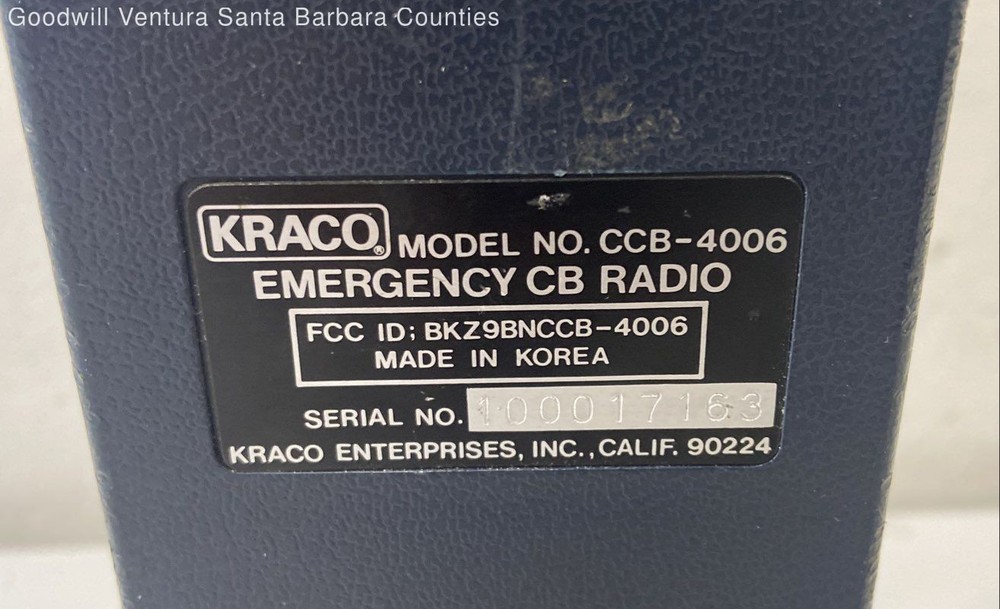 Goodwill Ventura Santa Barbara Counties
KRACO® MODEL NO. CCB-4006
EMERGENCY CB RADIO
FCC ID; BKZ9BNCCB-4006
MADE IN KOREA
SERIAL NO. 100017163
KRACO ENTERPRISES, INC., CALIF. 90224